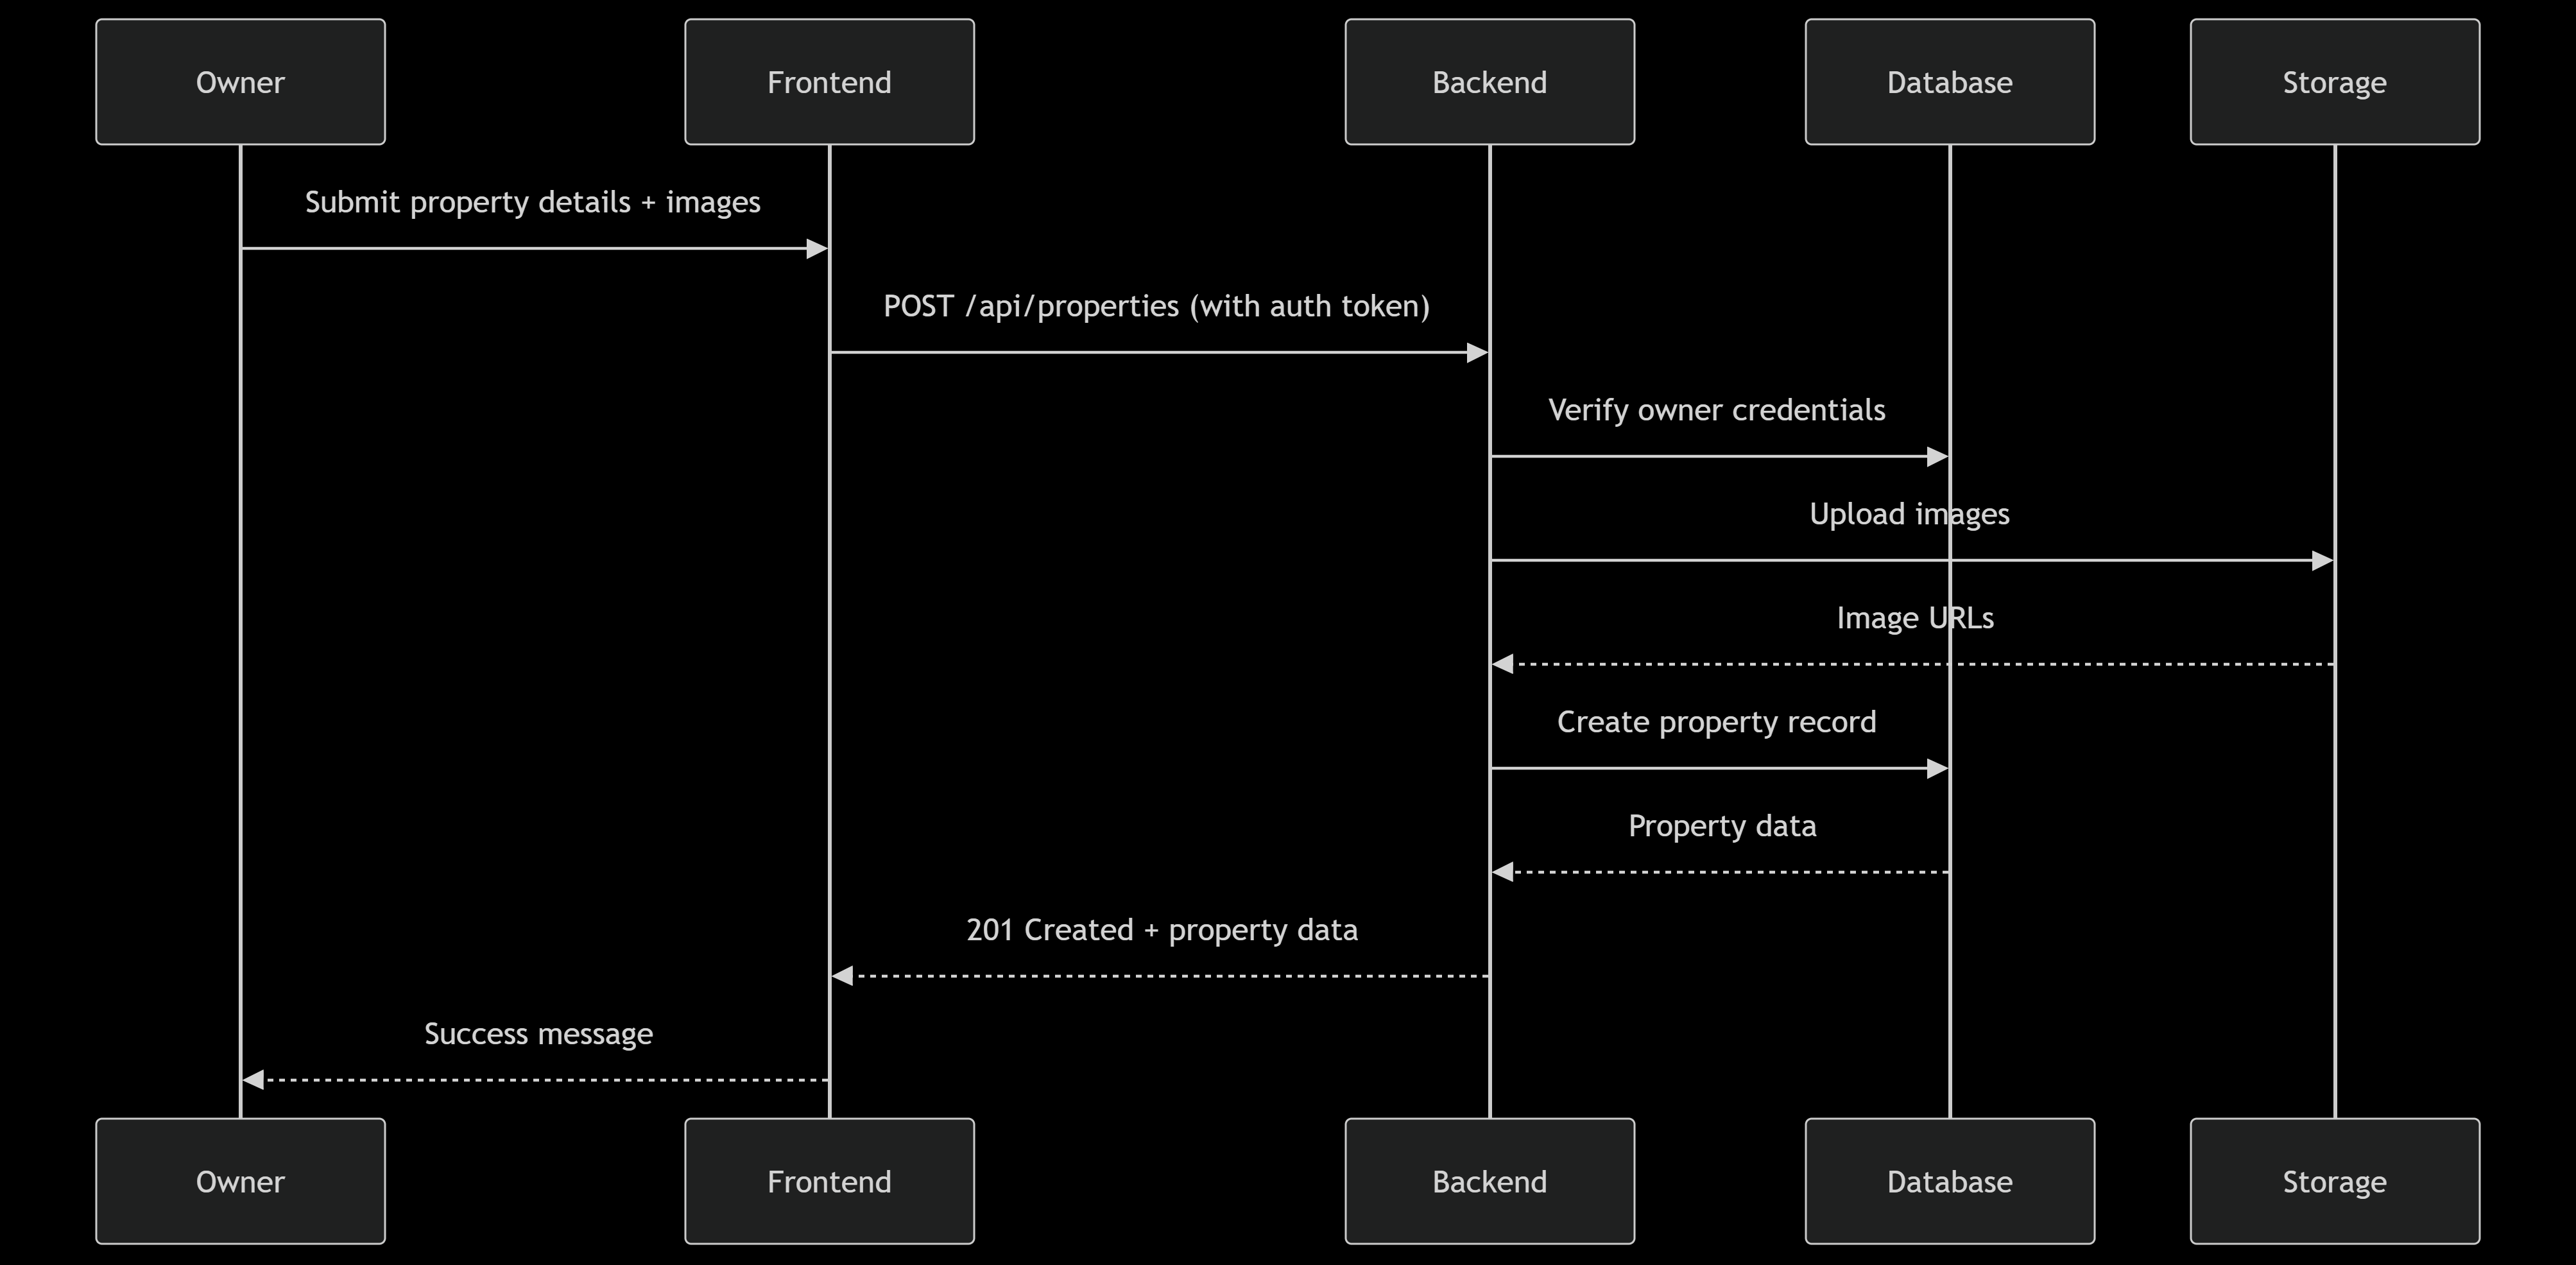 Owner
Frontend
Backend
Database
Storage
Submit property details + images
POST /api/properties (with auth token)
Verify owner credentials
Upload images
Image URLs
Create property record
Property data
201 Created + property data
Success message
Owner
Frontend
Backend
Database
Storage